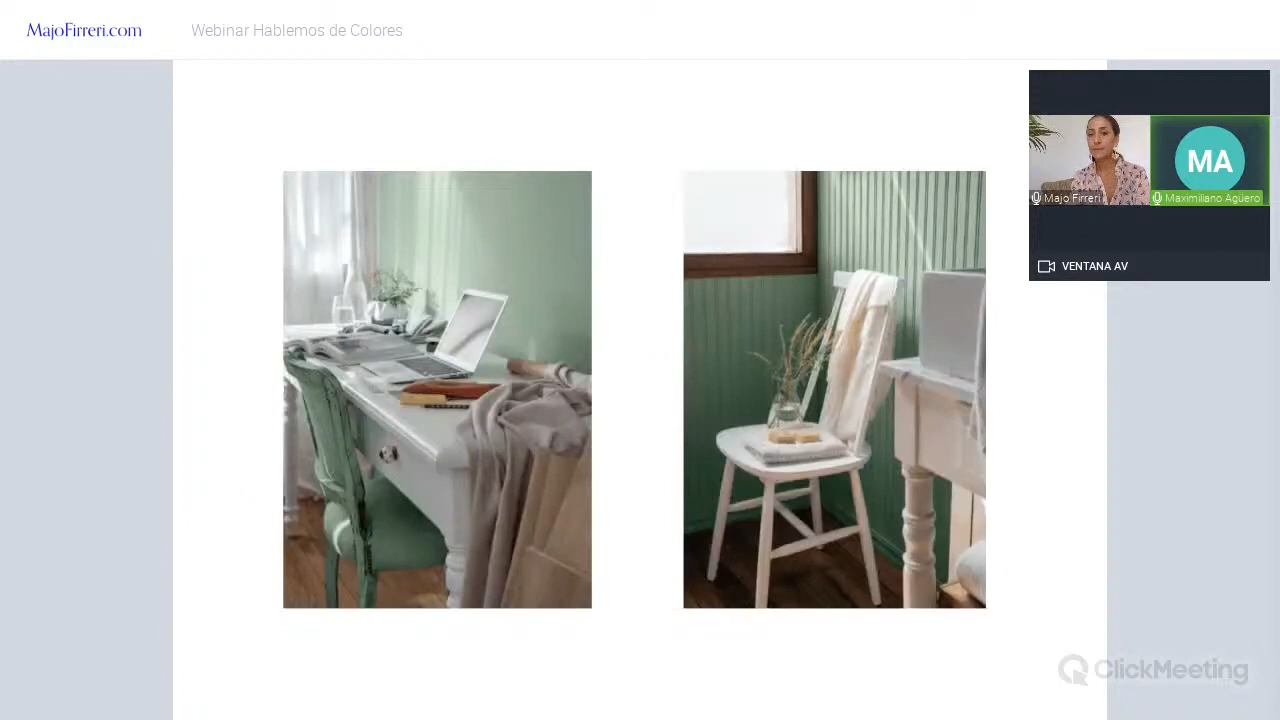 MajoFirreri.com
Webinar Hablemos de Colores
MA
Majo Firreri
Maximiliano Agüero
VENTANA AV
ClickMeeting